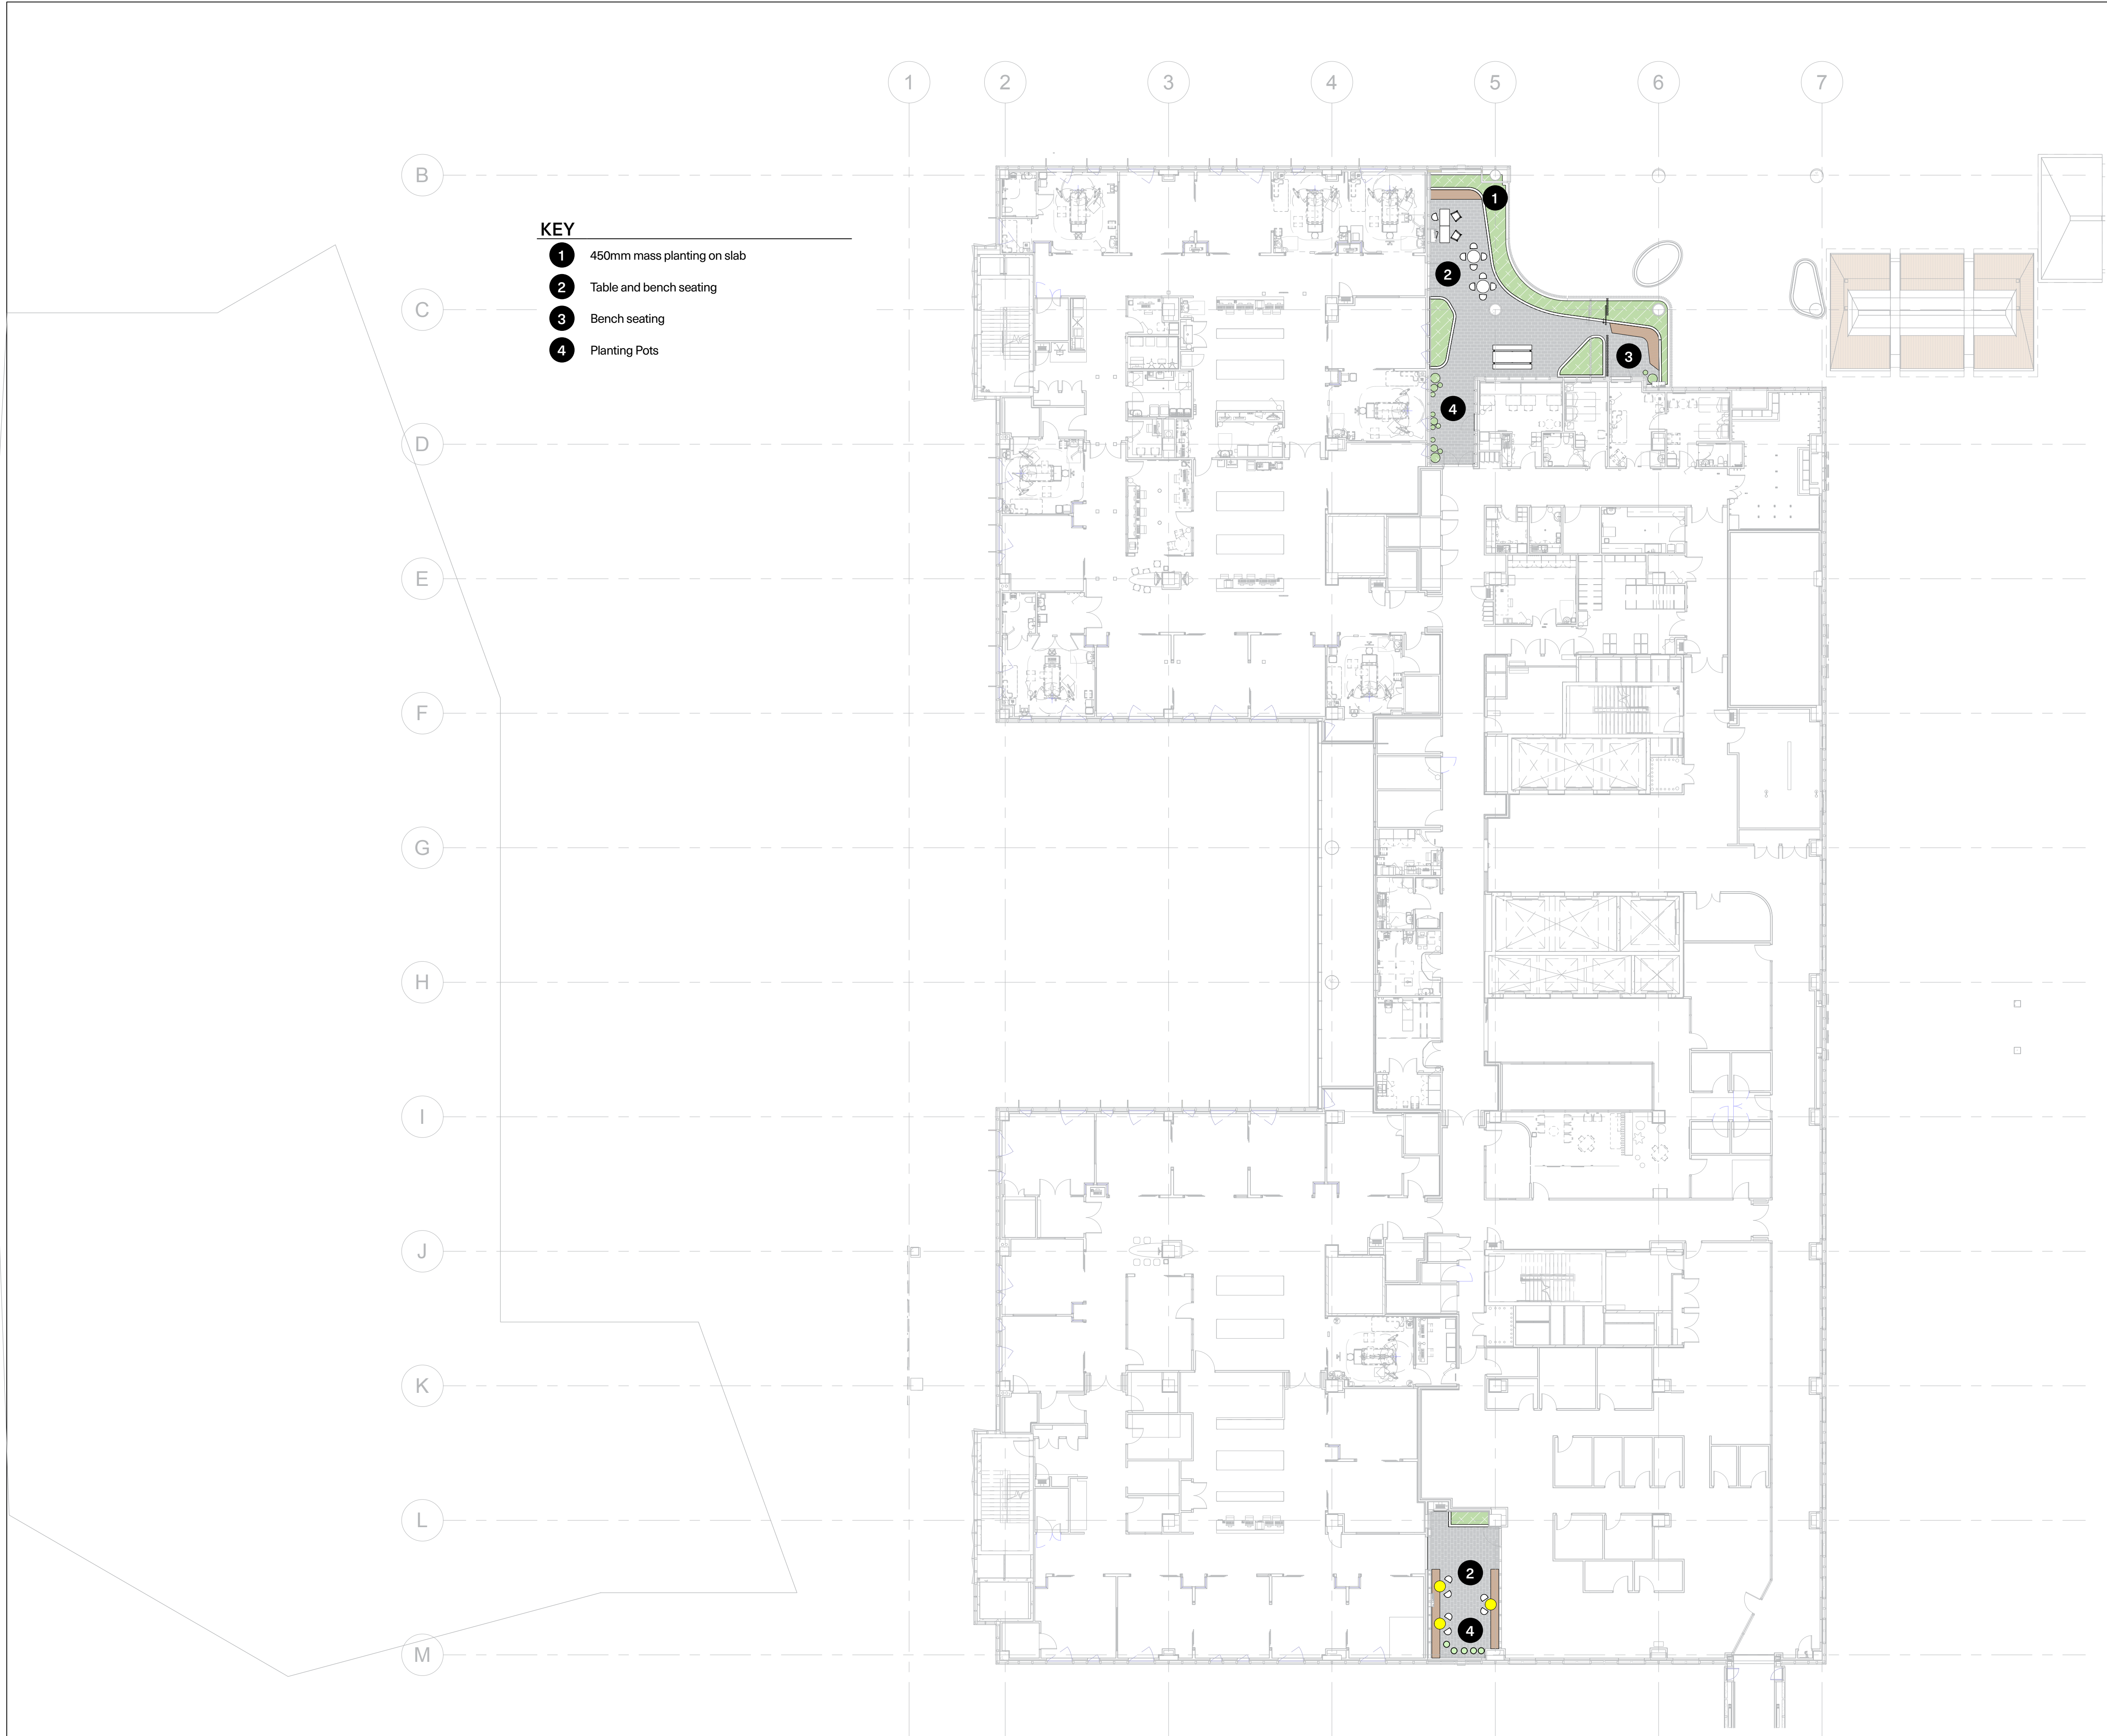 1 2 3 4 5 6 7
B
KEY
1 450mm mass planting on slab
2 Table and bench seating
3 Bench seating
4 Planting Pots
1
2
C
3
4
D
E
F
G
H
I
J
K
L
2
4
M